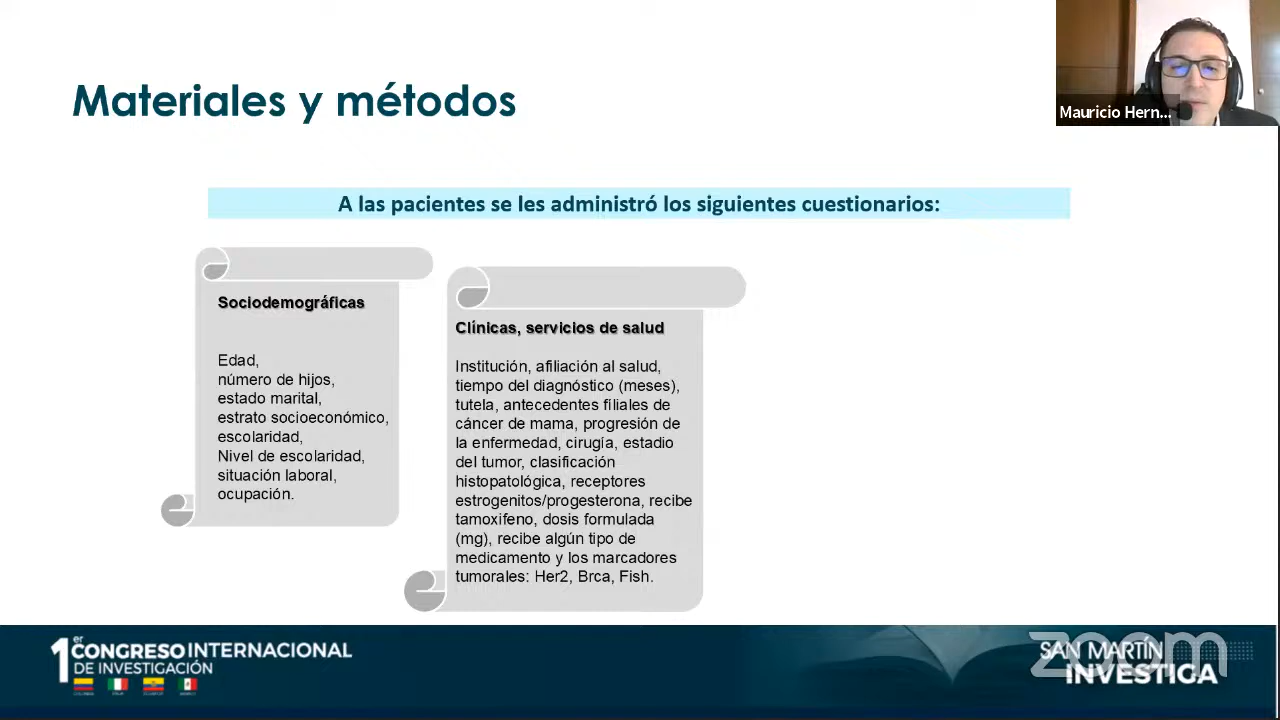 Materiales y métodos
Mauricio Hern...
A las pacientes se les administró los siguientes cuestionarios:
Sociodemográficas
Edad,
número de hijos,
estado marital,
estrato socioeconómico,
escolaridad,
Nivel de escolaridad,
situación laboral,
ocupación.
Clínicas, servicios de salud
Institución, afiliación al salud,
tiempo del diagnóstico (meses),
tutela, antecedentes filiales de
cáncer de mama, progresión de
la enfermedad, cirugía, estadio
del tumor, clasificación
histopatológica, receptores
estrogenitos/progesterona, recibe
tamoxifeno, dosis formulada
(mg), recibe algún tipo de
medicamento y los marcadores
tumorales: Her2, Brca, Fish.
1er CONGRESO INTERNACIONAL
DE INVESTIGACIÓN
zoom
SAN MARTÍN
INVESTIGA